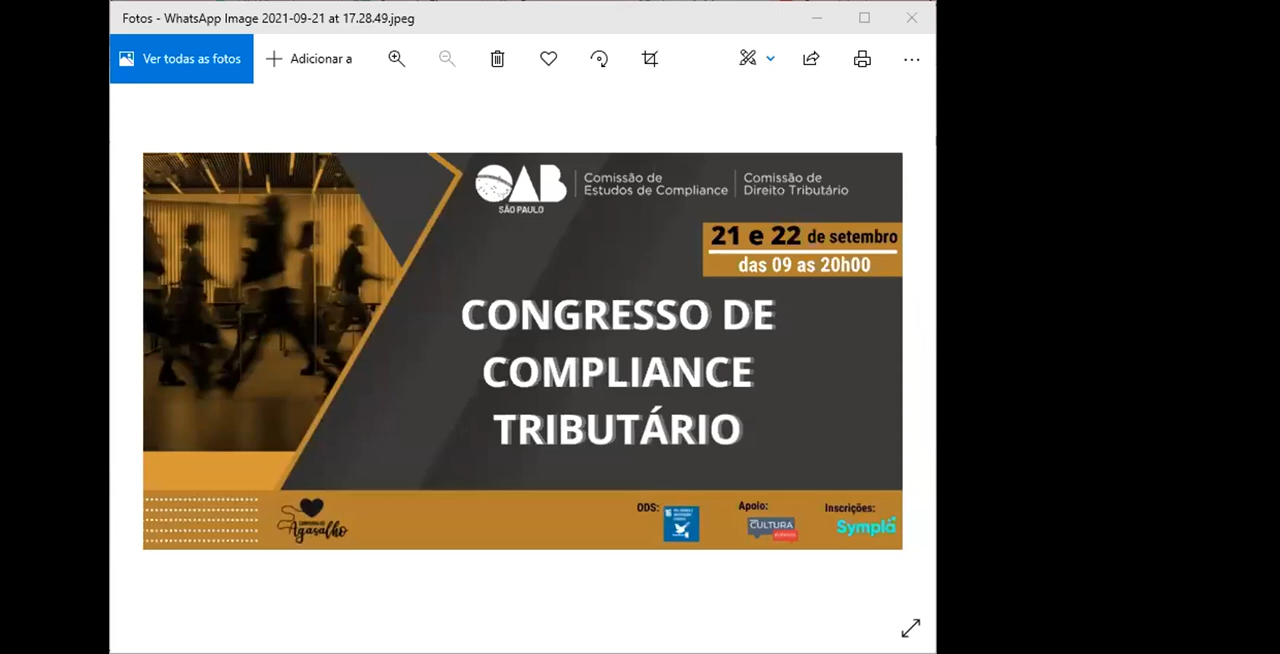 Fotos - WhatsApp Image 2021-09-21 at 17.28.49.jpeg
Ver todas as fotos
Adicionar a
OAB
SÃO PAULO
Comissão de
Estudos de Compliance
Comissão de
Direito Tributário
21 e 22 de setembro
das 09 as 20h00
CONGRESSO DE
COMPLIANCE
TRIBUTÁRIO
Agasalho
ODS:
Apoio:
CULTURA
Inscrições:
Sympla